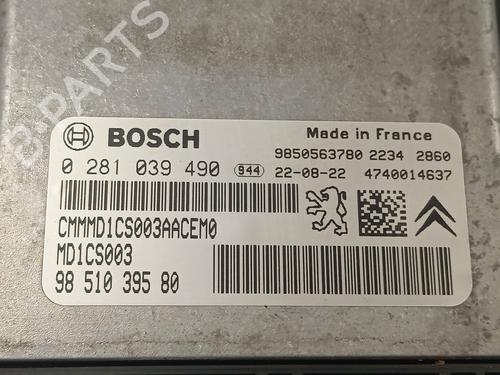 B-PARTS
BOSCH
Made in France
9850563780 2234 2860
0 281 039 490 944 22-08-22 4740014637
CMMMD1CS003AACEM0
MD1CS003
98 510 395 80